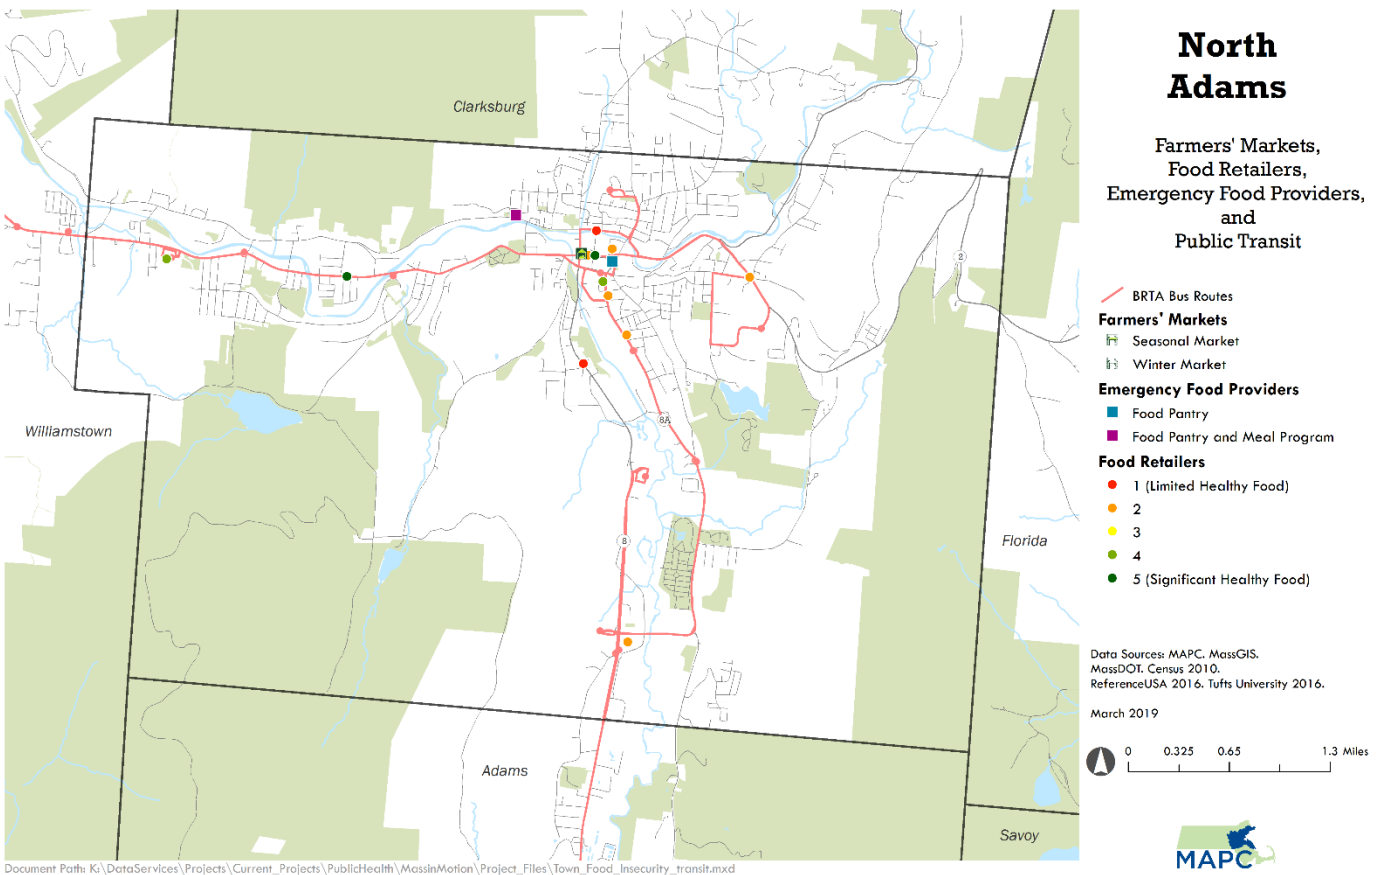 North
Adams
Farmers' Markets,
Food Retailers,
Emergency Food Providers,
and
Public Transit
BRTA Bus Routes
Farmers' Markets
Seasonal Market
Winter Market
Emergency Food Providers
Food Pantry
Food Pantry and Meal Program
Food Retailers
1 (Limited Healthy Food)
2
3
4
5 (Significant Healthy Food)
Data Sources: MAPC. MassGIS.
MassDOT. Census 2010.
ReferenceUSA 2016. Tufts University 2016.
March 2019
0 0.325 0.65 1.3 Miles
MAPC
Clarksburg
2
Williamstown
8A
8
Florida
Adams
Savoy
Document Path: K:\DataServices\Projects\Current_Projects\PublicHealth\MassinMotion\Project_Files\Town_Food_Insecurity_transit.mxd